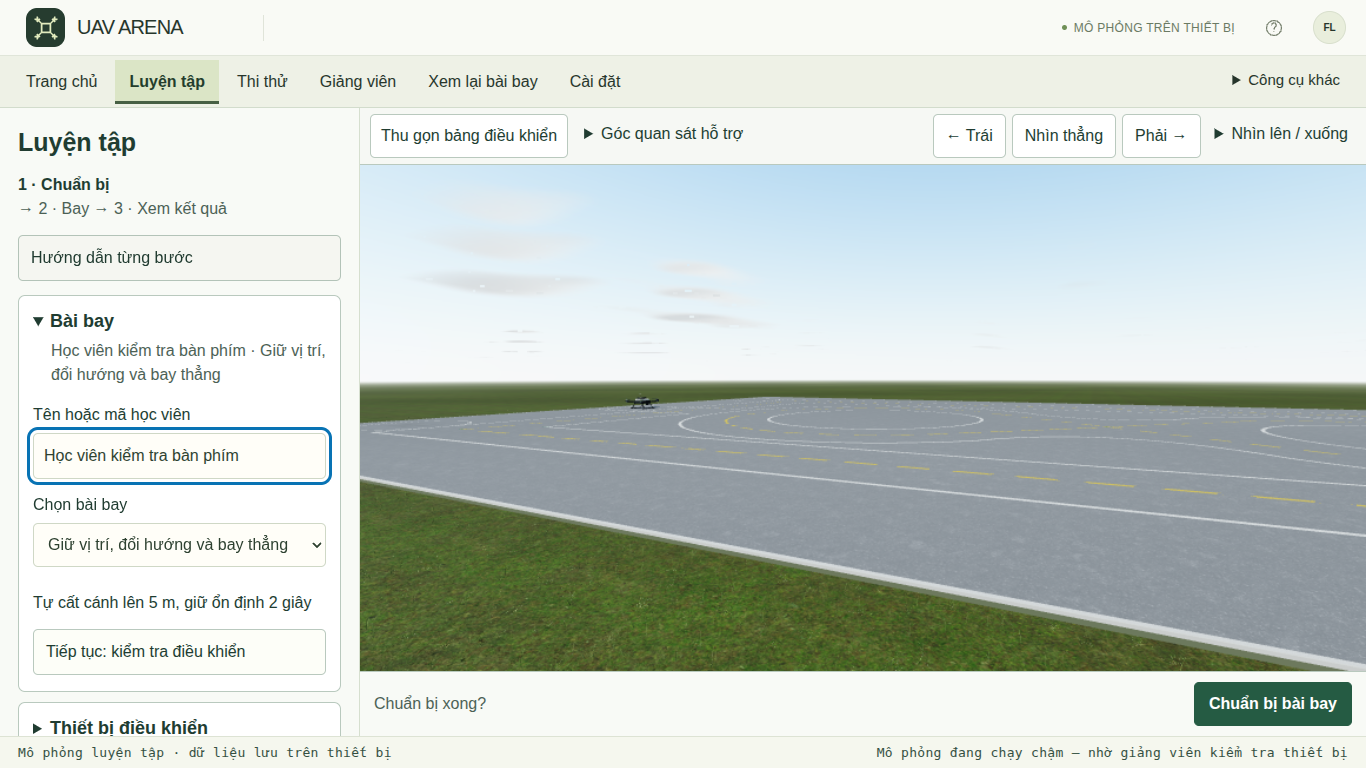 UAV ARENA
MÔ PHỎNG TRÊN THIẾT BỊ
FL
Trang chủ
Luyện tập
Thi thử
Giảng viên
Xem lại bài bay
Cài đặt
▶ Công cụ khác
Luyện tập
1 · Chuẩn bị
→ 2 · Bay → 3 · Xem kết quả
Hướng dẫn từng bước
▼ Bài bay
Học viên kiểm tra bàn phím · Giữ vị trí,
đổi hướng và bay thẳng
Tên hoặc mã học viên
Học viên kiểm tra bàn phím
Chọn bài bay
Giữ vị trí, đổi hướng và bay thẳng
Tự cất cánh lên 5 m, giữ ổn định 2 giây
Tiếp tục: kiểm tra điều khiển
▶ Thiết bị điều khiển
Thu gọn bảng điều khiển
▶ Góc quan sát hỗ trợ
← Trái
Nhìn thẳng
Phải →
▶ Nhìn lên / xuống
Chuẩn bị xong?
Chuẩn bị bài bay
Mô phỏng luyện tập · dữ liệu lưu trên thiết bị
Mô phỏng đang chạy chậm — nhờ giảng viên kiểm tra thiết bị